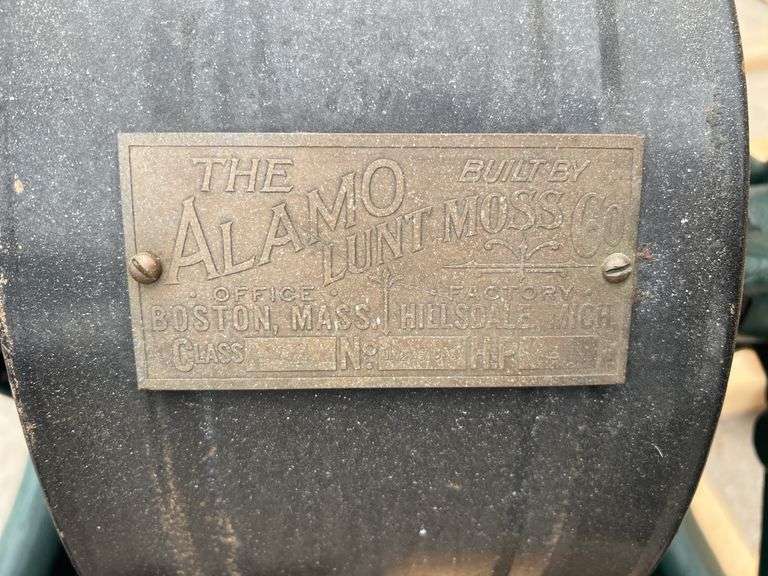 THE ALAMO
BUILT BY
LUNT MOSS CO
· OFFICE ·
BOSTON, MASS.
FACTORY
HILLSDALE, MICH.
CLASS No. H.P.